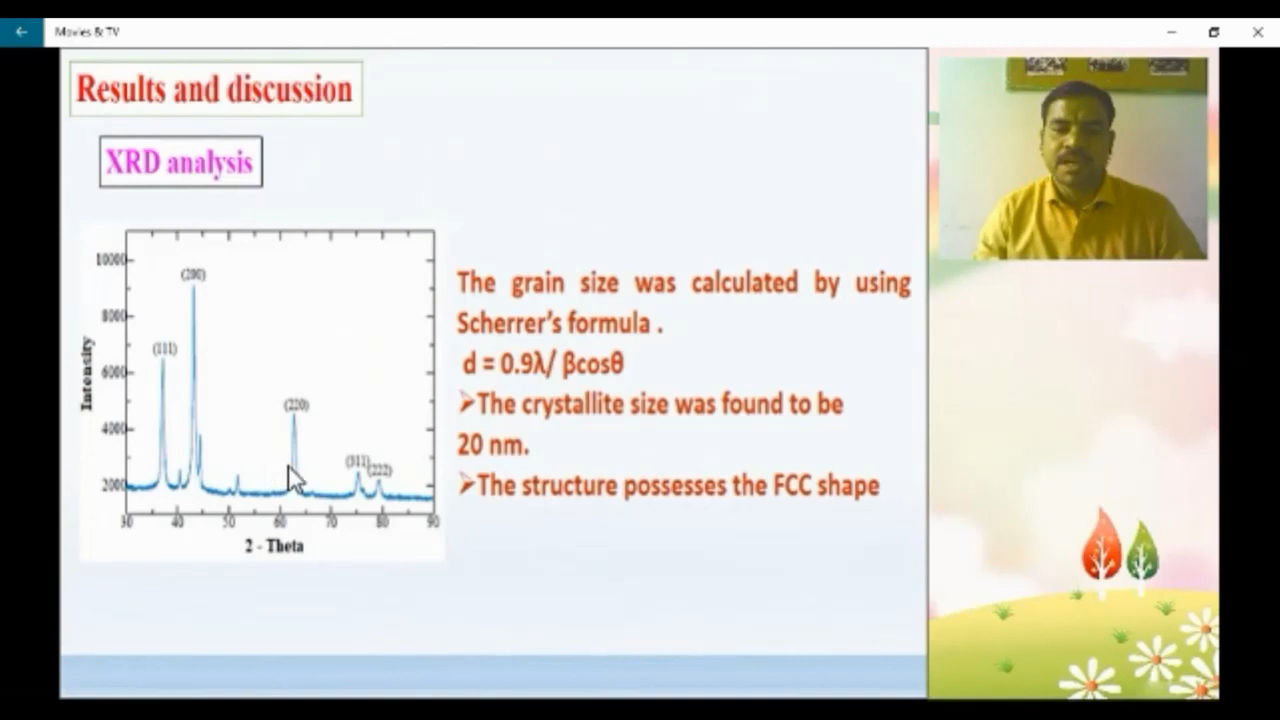 Movies & TV
Results and discussion
XRD analysis
10000
8000
6000
4000
2000
Intensity
(111)
(200)
(220)
(311)
(222)
30 40 50 60 70 80 90
2 - Theta
The grain size was calculated by using
Scherrer's formula .
d = 0.9λ/ βcosθ
➢The crystallite size was found to be
20 nm.
➢The structure possesses the FCC shape